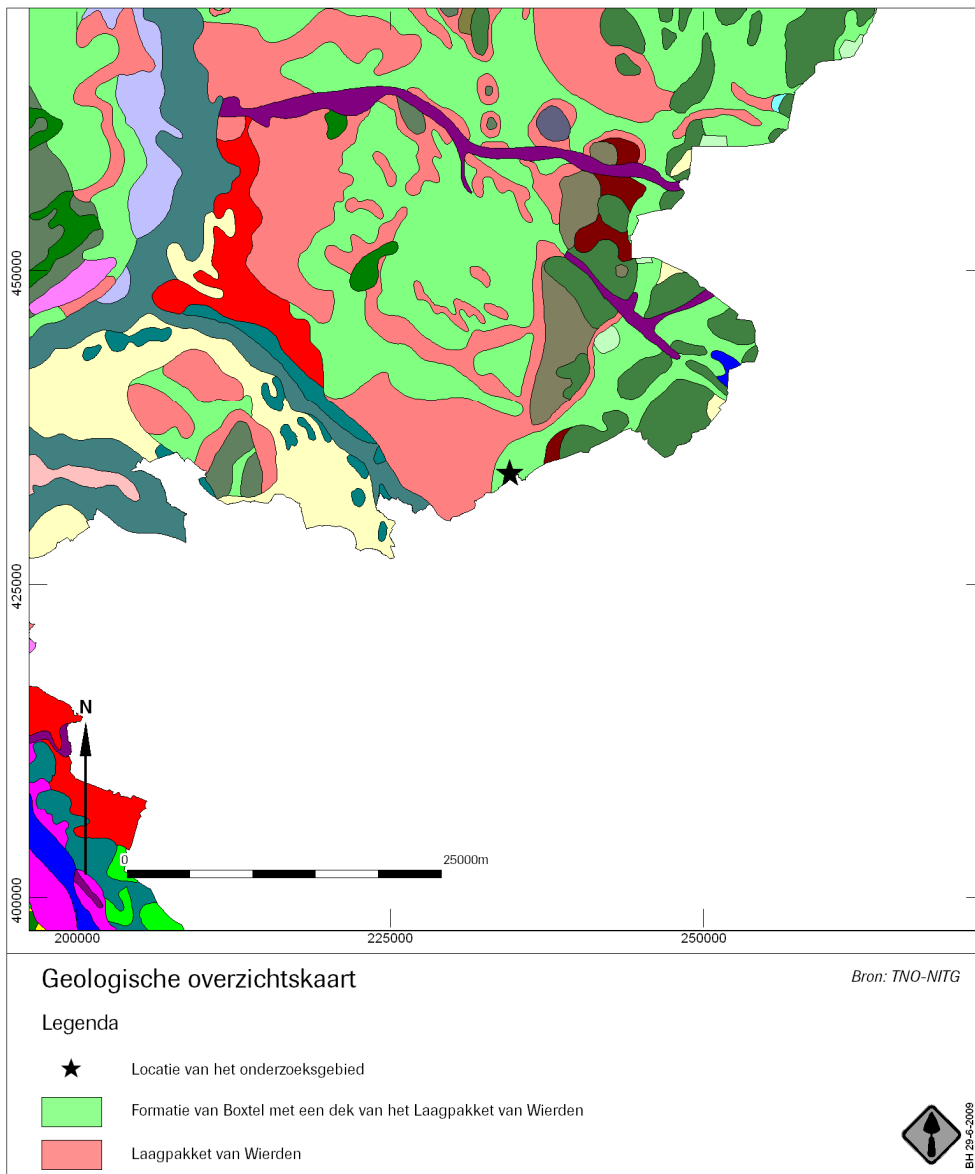 450000
425000
400000
N
0
25000m
200000
225000
250000
Geologische overzichtskaart
Bron: TNO-NITG
Legenda
Locatie van het onderzoeksgebied
Formatie van Boxtel met een dek van het Laagpakket van Wierden
Laagpakket van Wierden
BH 29-6-2009